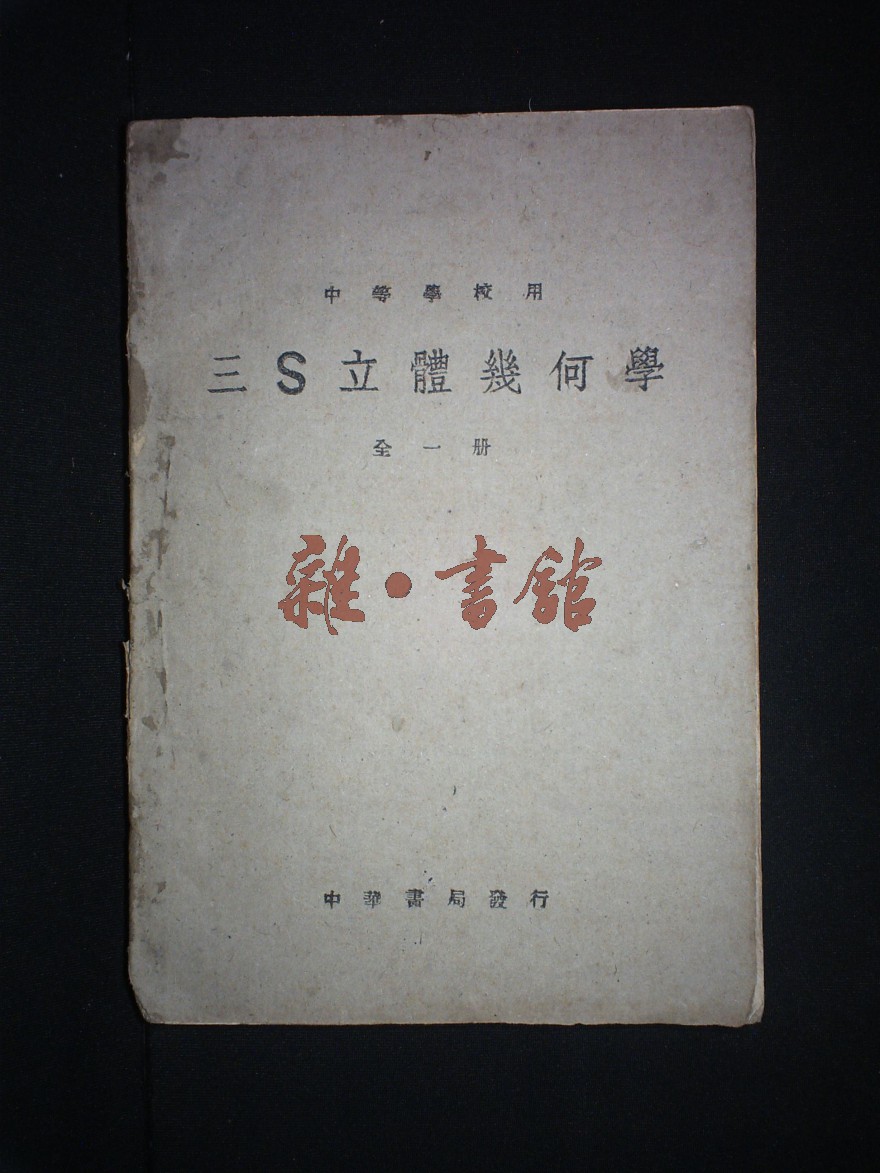 中等學校用
三S立體幾何學
全一册
雜·書館
中華書局發行